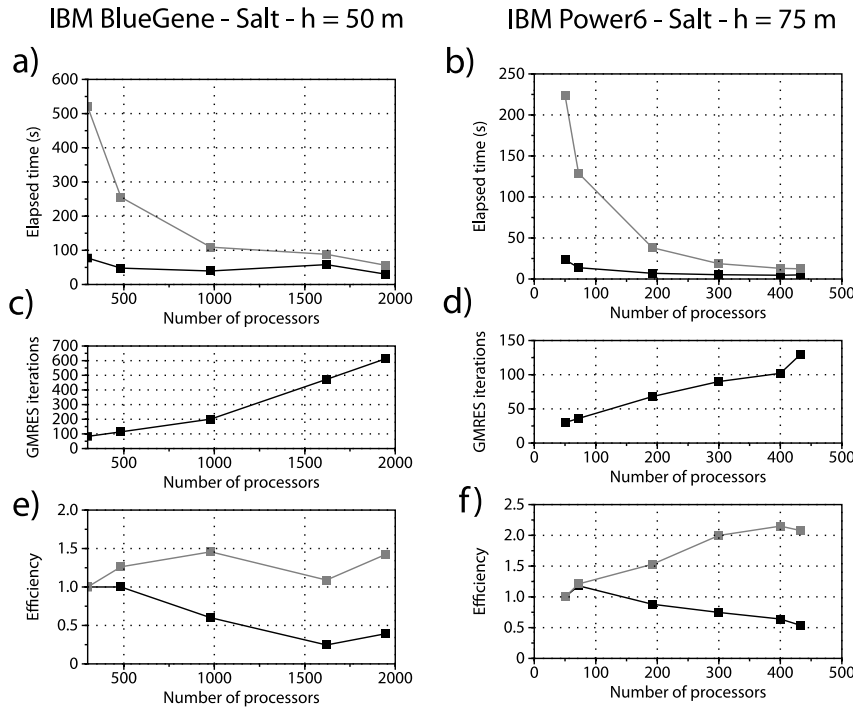 IBM BlueGene - Salt - h = 50 m
IBM Power6 - Salt - h = 75 m
a)
Elapsed time (s)
600
500
400
300
200
100
0
500 1000 1500 2000
Number of processors
b)
Elapsed time (s)
250
200
150
100
50
0
0 100 200 300 400 500
Number of processors
c)
GMRES iterations
700
600
500
400
300
200
100
0
500 1000 1500 2000
Number of processors
d)
GMRES iterations
150
100
50
0
0 100 200 300 400 500
Number of processors
e)
Efficiency
2.0
1.5
1.0
0.5
0
500 1000 1500 2000
Number of processors
f)
Efficiency
2.5
2.0
1.5
1.0
0.5
0
0 100 200 300 400 500
Number of processors